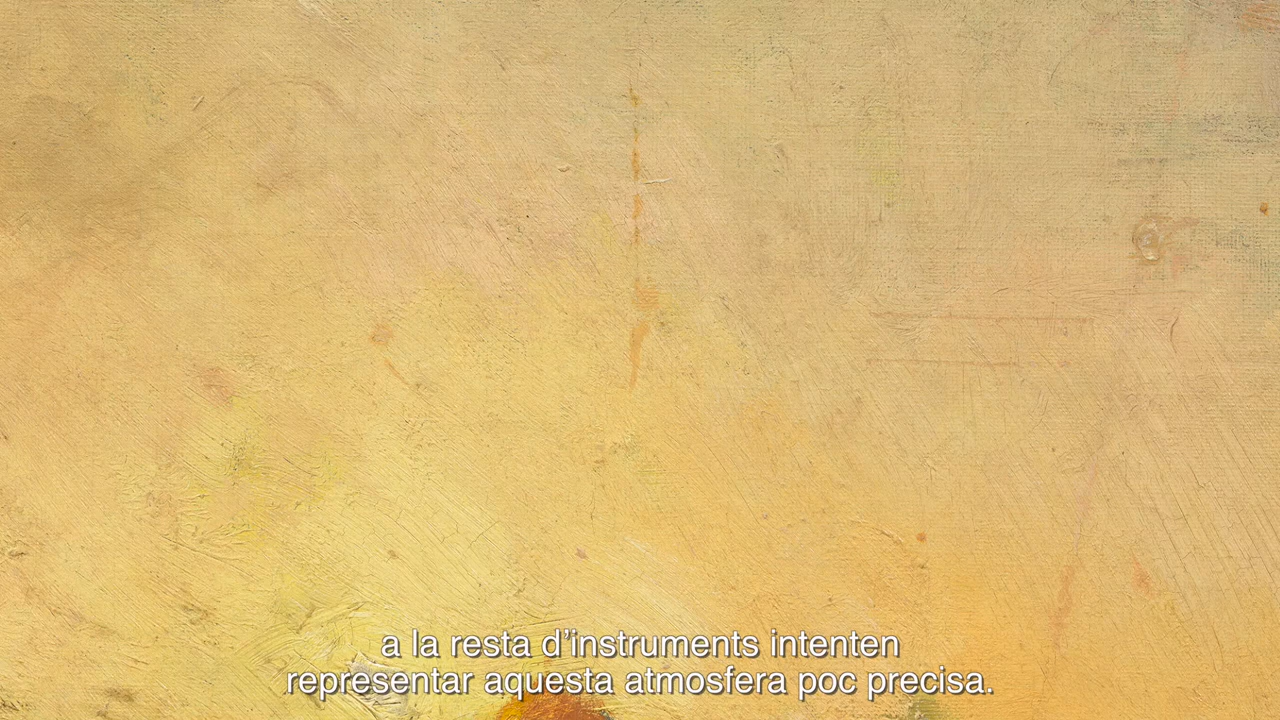 a la resta d’instruments intenten
representar aquesta atmosfera poc precisa.